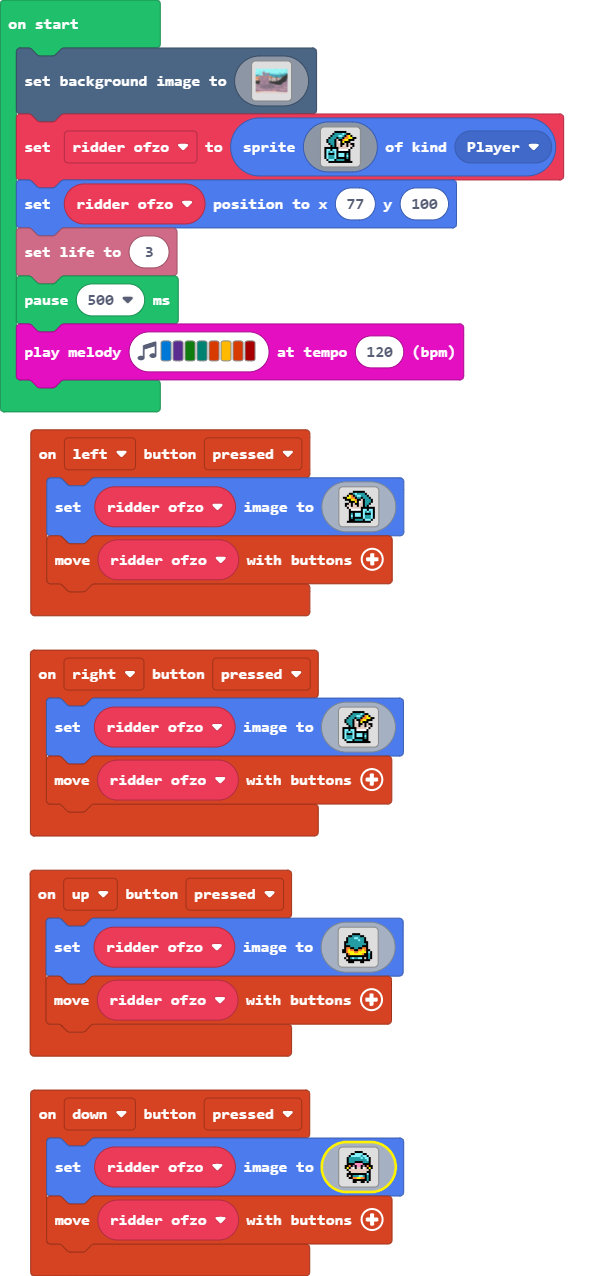 on start
set background image to
set ridder ofzo to sprite of kind Player
set ridder ofzo position to x 77 y 100
set life to 3
pause 500 ms
play melody at tempo 120 (bpm)
on left button pressed
set ridder ofzo image to
move ridder ofzo with buttons
on right button pressed
set ridder ofzo image to
move ridder ofzo with buttons
on up button pressed
set ridder ofzo image to
move ridder ofzo with buttons
on down button pressed
set ridder ofzo image to
move ridder ofzo with buttons